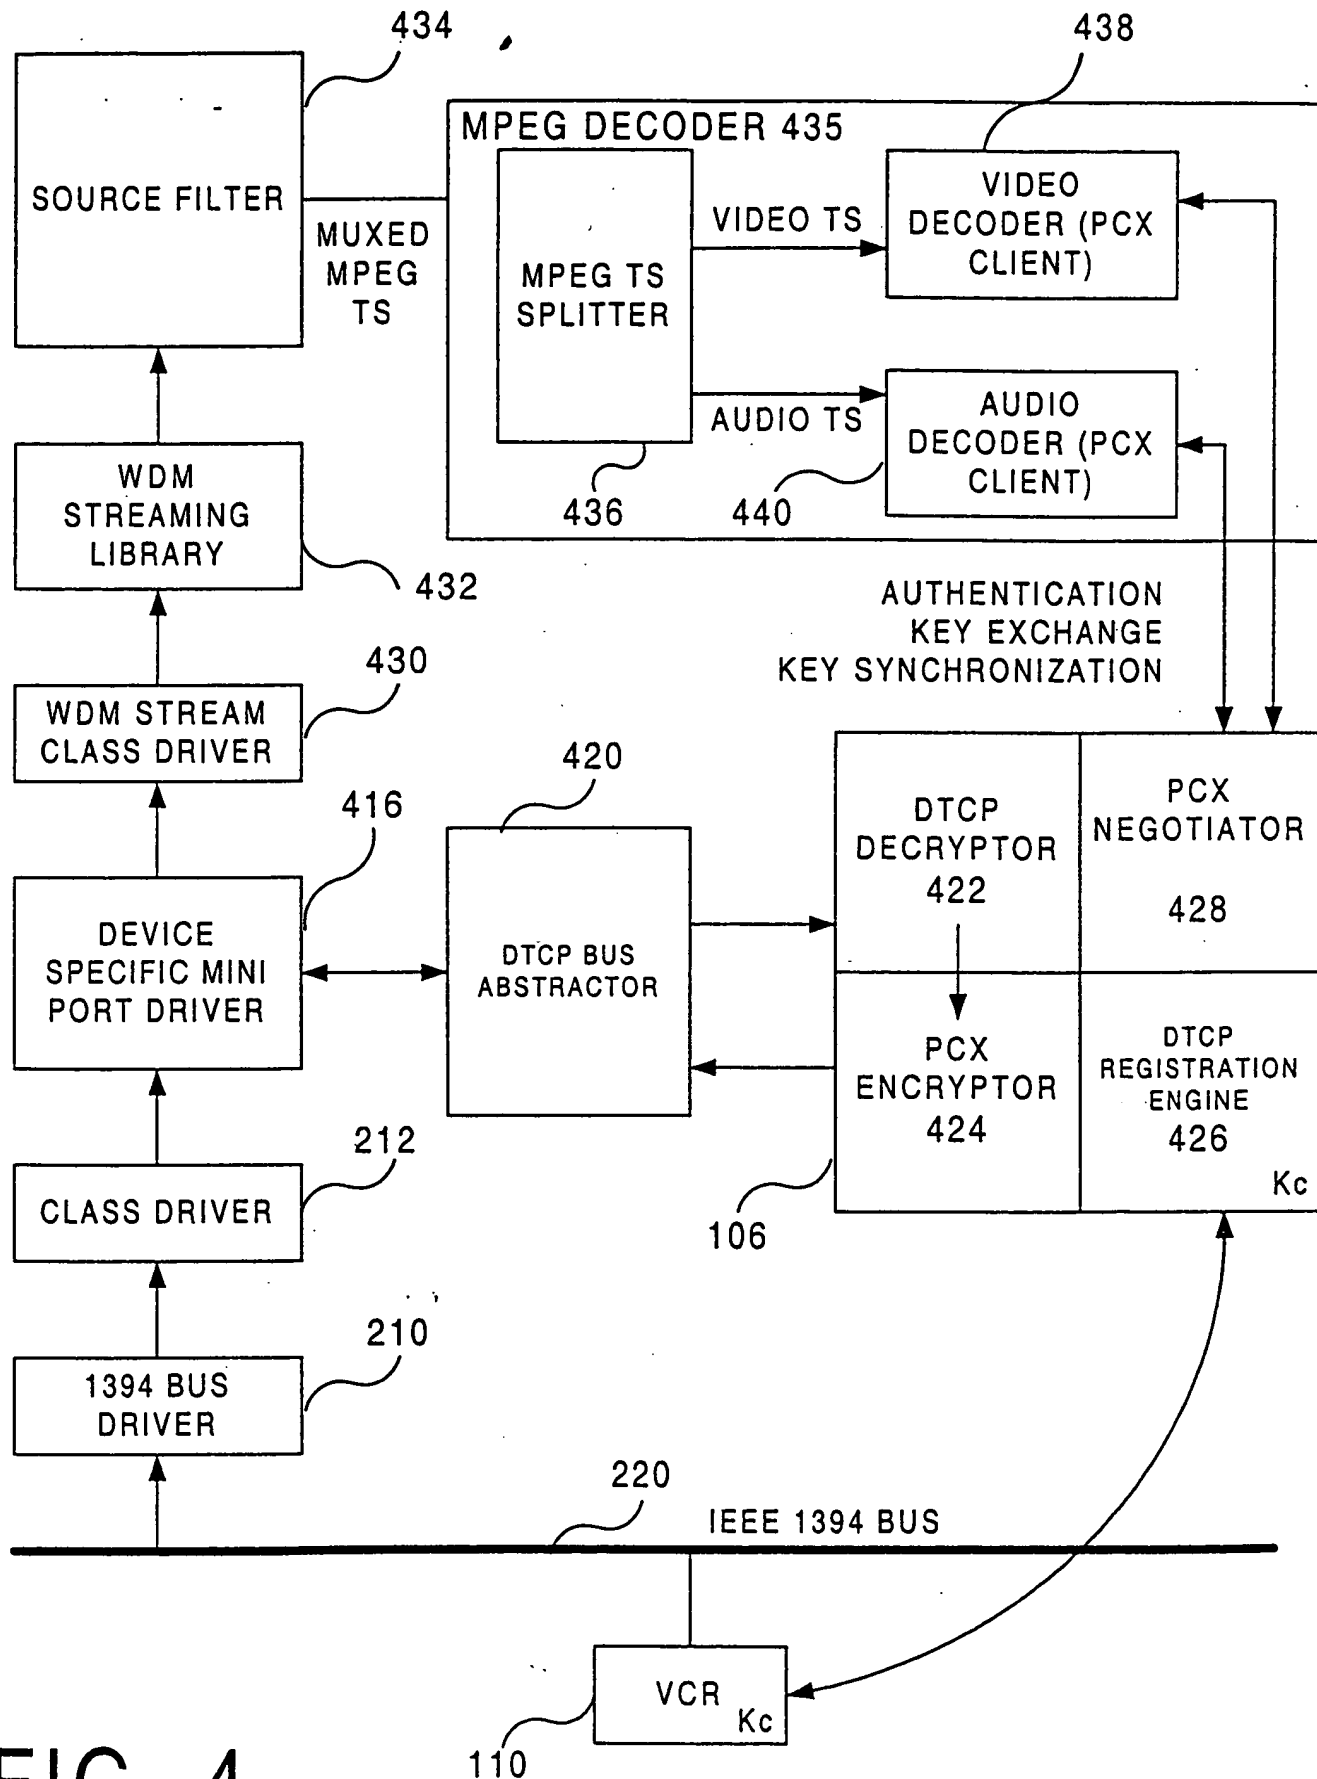 434
438
MPEG DECODER 435
SOURCE FILTER
MUXED
MPEG
TS
MPEG TS
SPLITTER
VIDEO TS
VIDEO
DECODER (PCX
CLIENT)
AUDIO TS
AUDIO
DECODER (PCX
CLIENT)
436
440
WDM
STREAMING
LIBRARY
432
AUTHENTICATION
KEY EXCHANGE
KEY SYNCHRONIZATION
430
WDM STREAM
CLASS DRIVER
420
416
DTCP
DECRYPTOR
422
PCX
NEGOTIATOR
428
DEVICE
SPECIFIC MINI
PORT DRIVER
DTCP BUS
ABSTRACTOR
PCX
ENCRYPTOR
424
DTCP
REGISTRATION
ENGINE
426
Kc
212
CLASS DRIVER
106
210
1394 BUS
DRIVER
220
IEEE 1394 BUS
VCR
Kc
110
FIG. 4